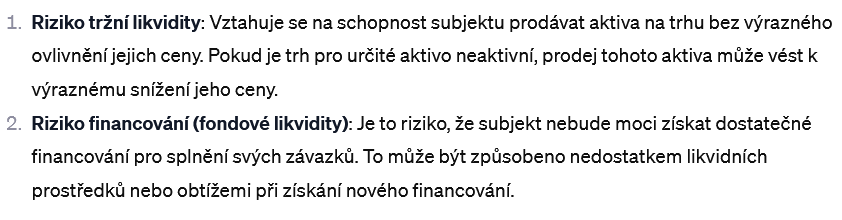 1. Riziko tržní likvidity: Vztahuje se na schopnost subjektu prodávat aktiva na trhu bez výrazného
ovlivnění jejich ceny. Pokud je trh pro určité aktivo neaktivní, prodej tohoto aktiva může vést k
výraznému snížení jeho ceny.
2. Riziko financování (fondové likvidity): Je to riziko, že subjekt nebude moci získat dostatečné
financování pro splnění svých závazků. To může být způsobeno nedostatkem likvidních
prostředků nebo obtížemi při získání nového financování.